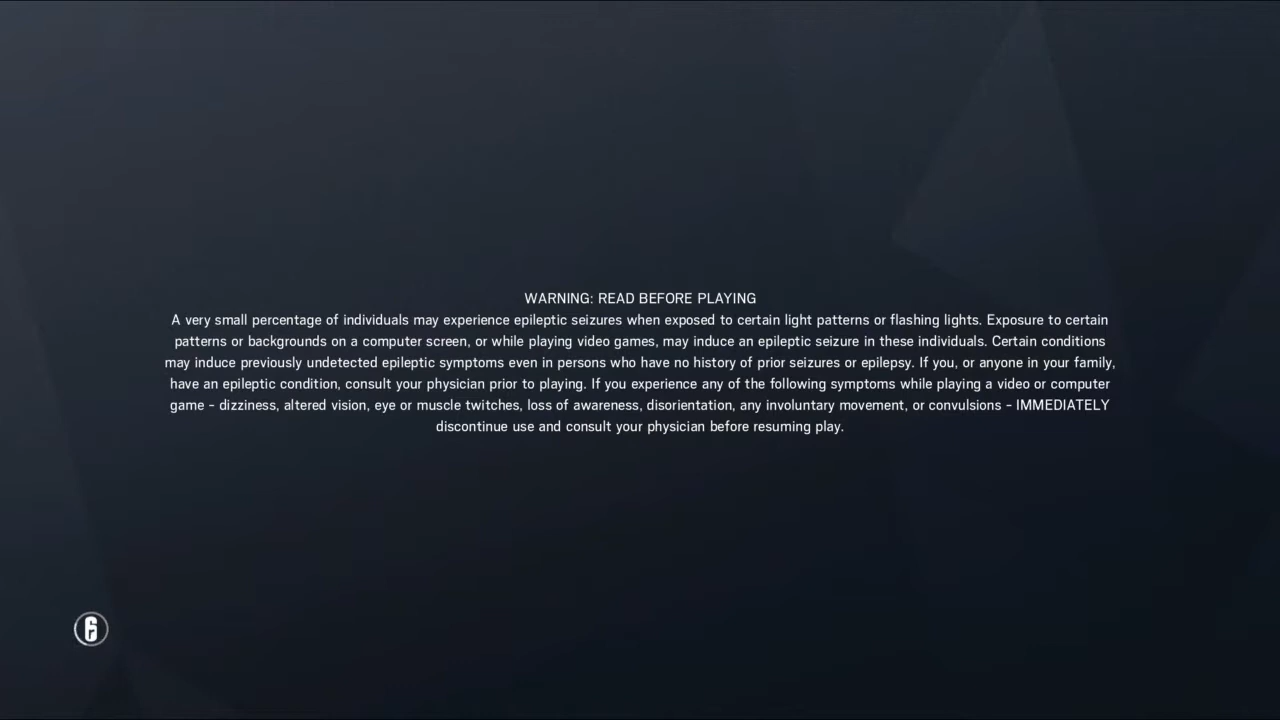 WARNING: READ BEFORE PLAYING
A very small percentage of individuals may experience epileptic seizures when exposed to certain light patterns or flashing lights. Exposure to certain
patterns or backgrounds on a computer screen, or while playing video games, may induce an epileptic seizure in these individuals. Certain conditions
may induce previously undetected epileptic symptoms even in persons who have no history of prior seizures or epilepsy. If you, or anyone in your family,
have an epileptic condition, consult your physician prior to playing. If you experience any of the following symptoms while playing a video or computer
game - dizziness, altered vision, eye or muscle twitches, loss of awareness, disorientation, any involuntary movement, or convulsions - IMMEDIATELY
discontinue use and consult your physician before resuming play.
6